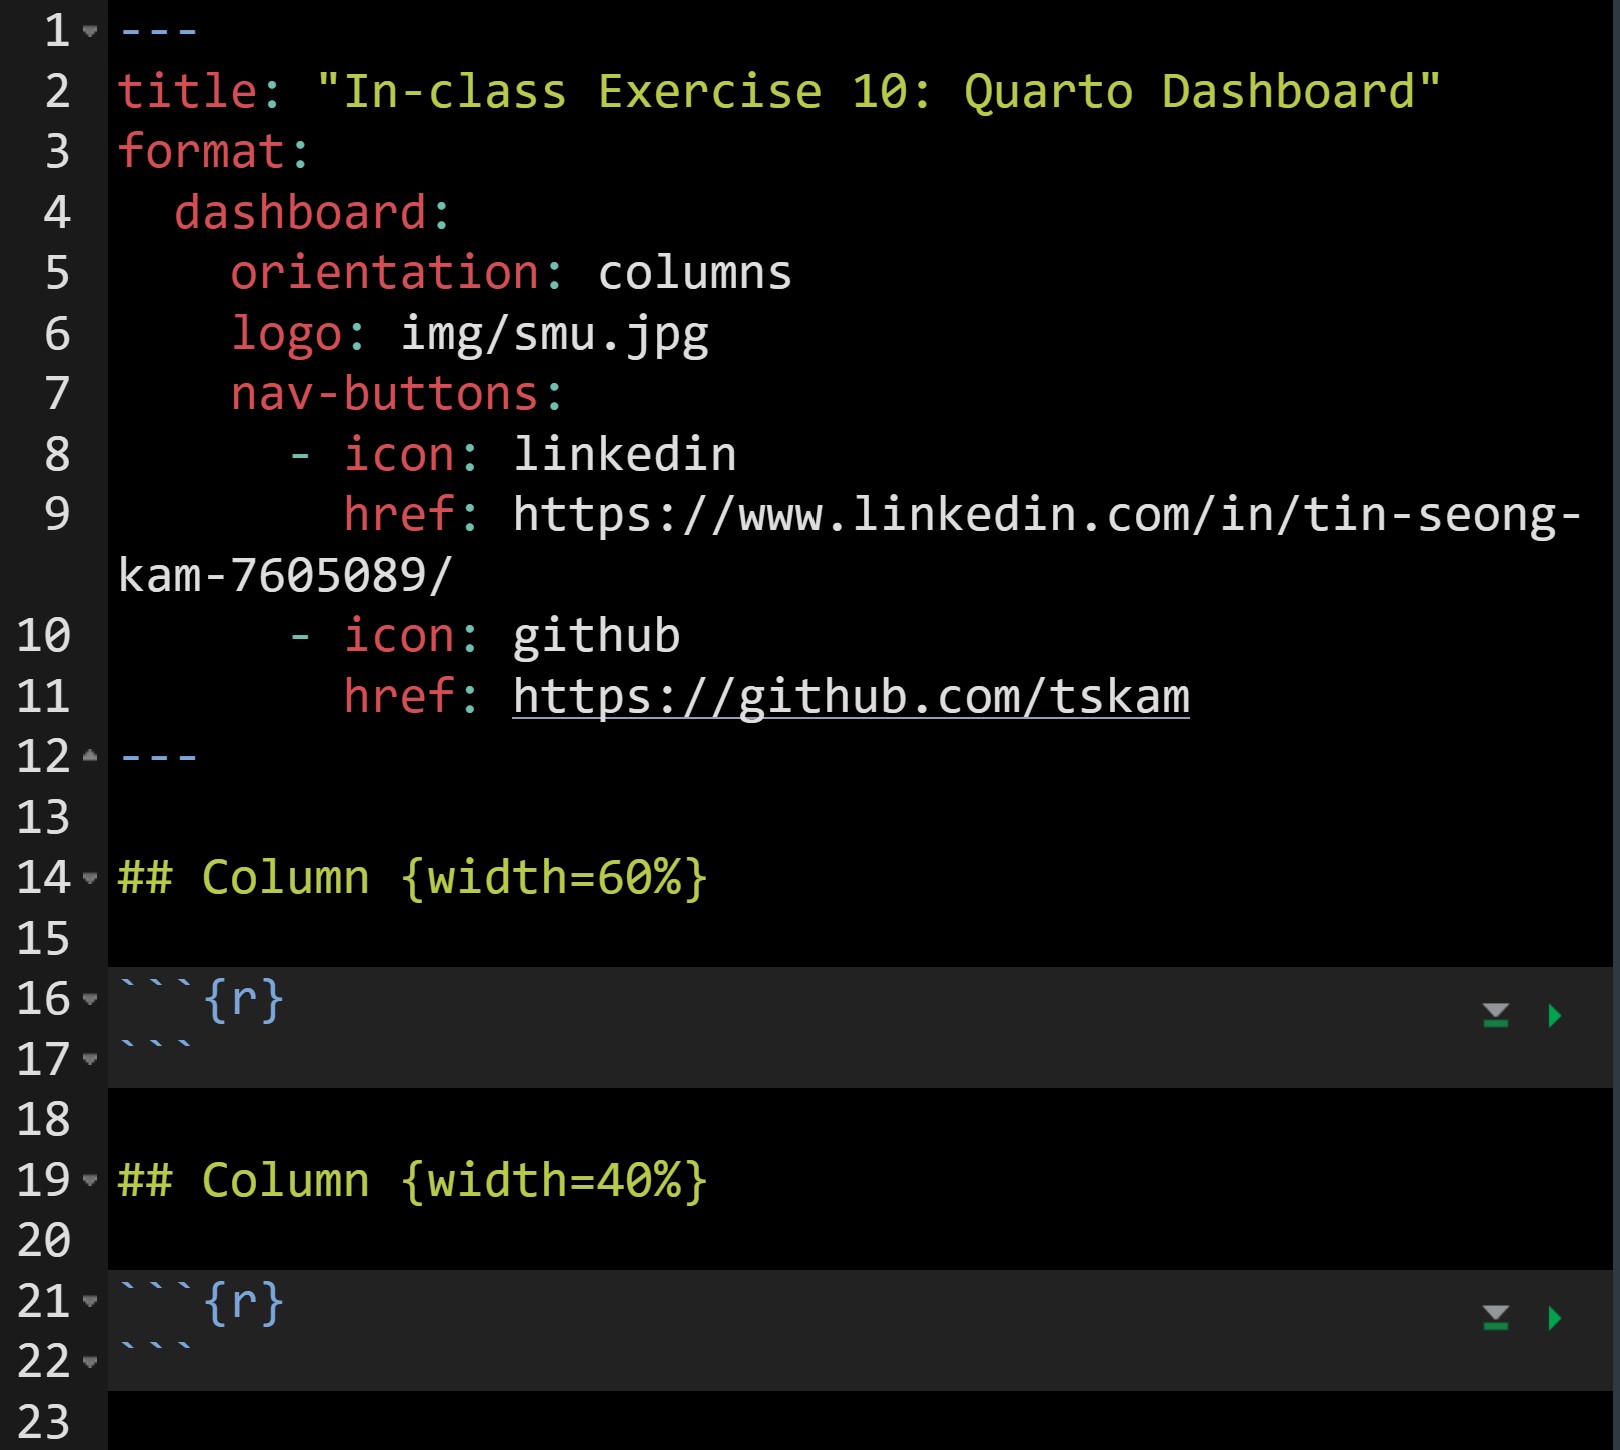 1 ---
2 title: "In-class Exercise 10: Quarto Dashboard"
3 format:
4   dashboard:
5     orientation: columns
6     logo: img/smu.jpg
7     nav-buttons:
8       - icon: linkedin
9         href: https://www.linkedin.com/in/tin-seong-
kam-7605089/
10       - icon: github
11         href: https://github.com/tskam
12 ---
13
14 ## Column {width=60%}
15
16 ```{r}
17 ```
18
19 ## Column {width=40%}
20
21 ```{r}
22 ```
23